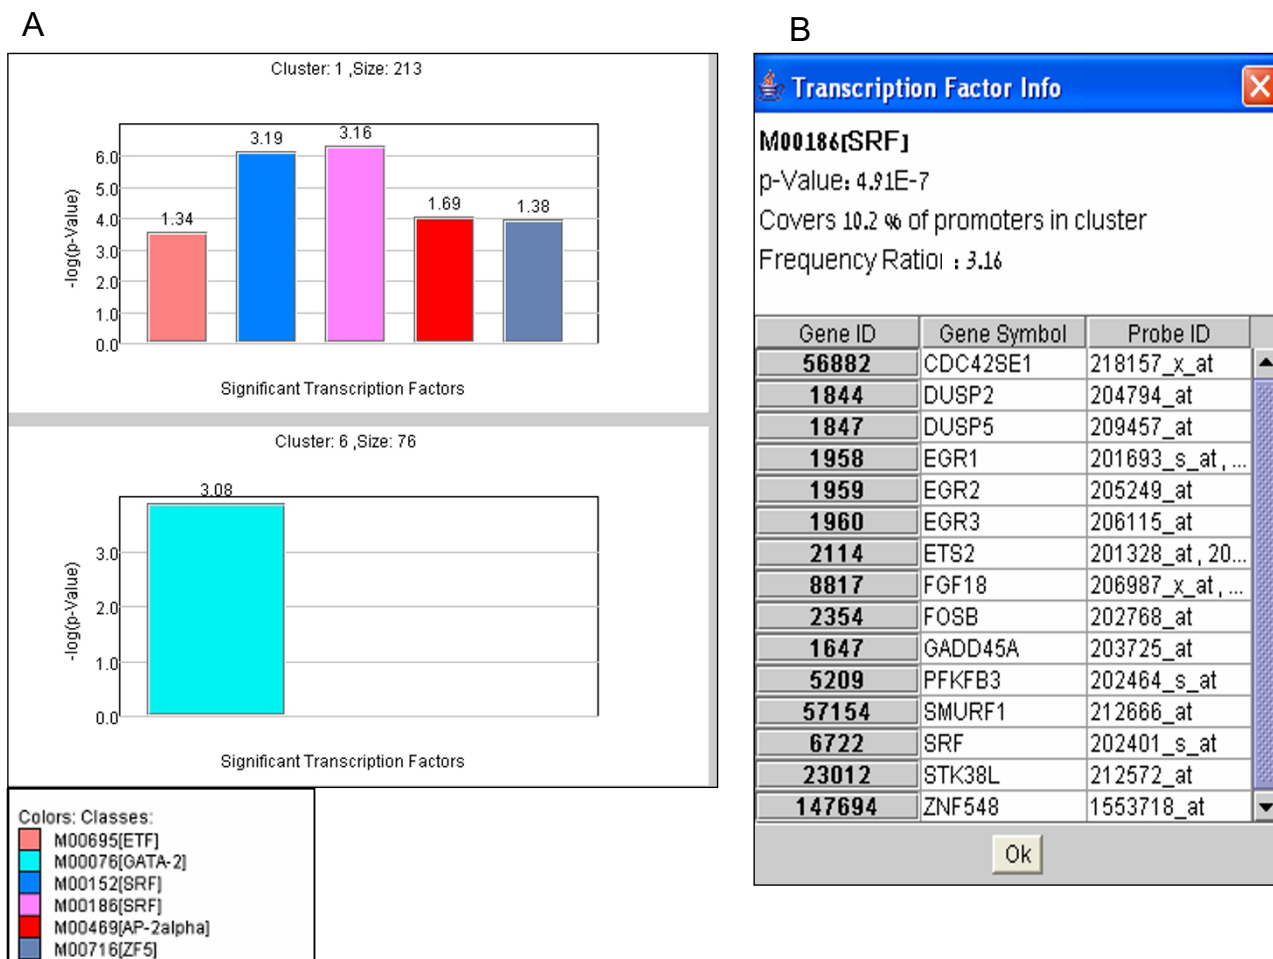 A
Cluster: 1 ,Size: 213
3.19
3.16
1.34
1.69
1.38
6.0
5.0
4.0
3.0
2.0
1.0
0.0
-log(p-Value)
Significant Transcription Factors
Cluster: 6 ,Size: 76
3.08
3.0
2.0
1.0
0.0
-log(p-Value)
Significant Transcription Factors
Colors: Classes:
M00695[ETF]
M00076[GATA-2]
M00152[SRF]
M00186[SRF]
M00469[AP-2alpha]
M00716[ZF5]
B
Transcription Factor Info
M00186[SRF]
p-Value: 4.91E-7
Covers 10.2 % of promoters in cluster
Frequency Ratio : 3.16
Gene ID Gene Symbol Probe ID
56882 CDC42SE1 218157_x_at
1844 DUSP2 204794_at
1847 DUSP5 209457_at
1958 EGR1 201693_s_at, ...
1959 EGR2 205249_at
1960 EGR3 206115_at
2114 ETS2 201328_at, 20...
8817 FGF18 206987_x_at, ...
2354 FOSB 202768_at
1647 GADD45A 203725_at
5209 PFKFB3 202464_s_at
57154 SMURF1 212666_at
6722 SRF 202401_s_at
23012 STK38L 212572_at
147694 ZNF548 1553718_at
Ok